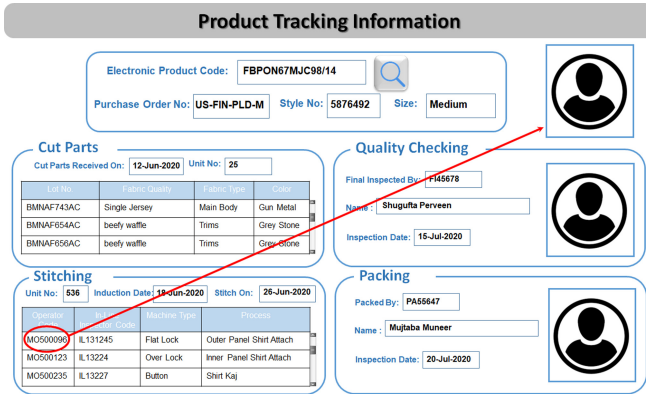 Product Tracking Information
Electronic Product Code: FBPON67MJC98/14
Purchase Order No: US-FIN-PLD-M Style No: 5876492 Size: Medium
Cut Parts
Cut Parts Received On: 12-Jun-2020 Unit No: 25
Lot No Fabric Quality Fabric Type Color
BMNAF743AC Single Jersey Main Body Gun Metal
BMNAF654AC beefy waffle Trims Grey Stone
BMNAF656AC beefy waffle Trims Grey Stone
Quality Checking
Final Inspected By: FI45678
Name : Shugufta Perveen
Inspection Date: 15-Jul-2020
Stitching
Unit No: 536 Induction Date: 18-Jun-2020 Stitch On: 26-Jun-2020
Operator In-Line Machine Type Process
Code
MO500096 IL131245 Flat Lock Outer Panel Shirt Attach
MO500123 IL13224 Over Lock Inner Panel Shirt Attach
MO500235 IL13227 Button Shirt Kaj
Packing
Packed By: PA55647
Name : Mujtaba Muneer
Inspection Date: 20-Jul-2020